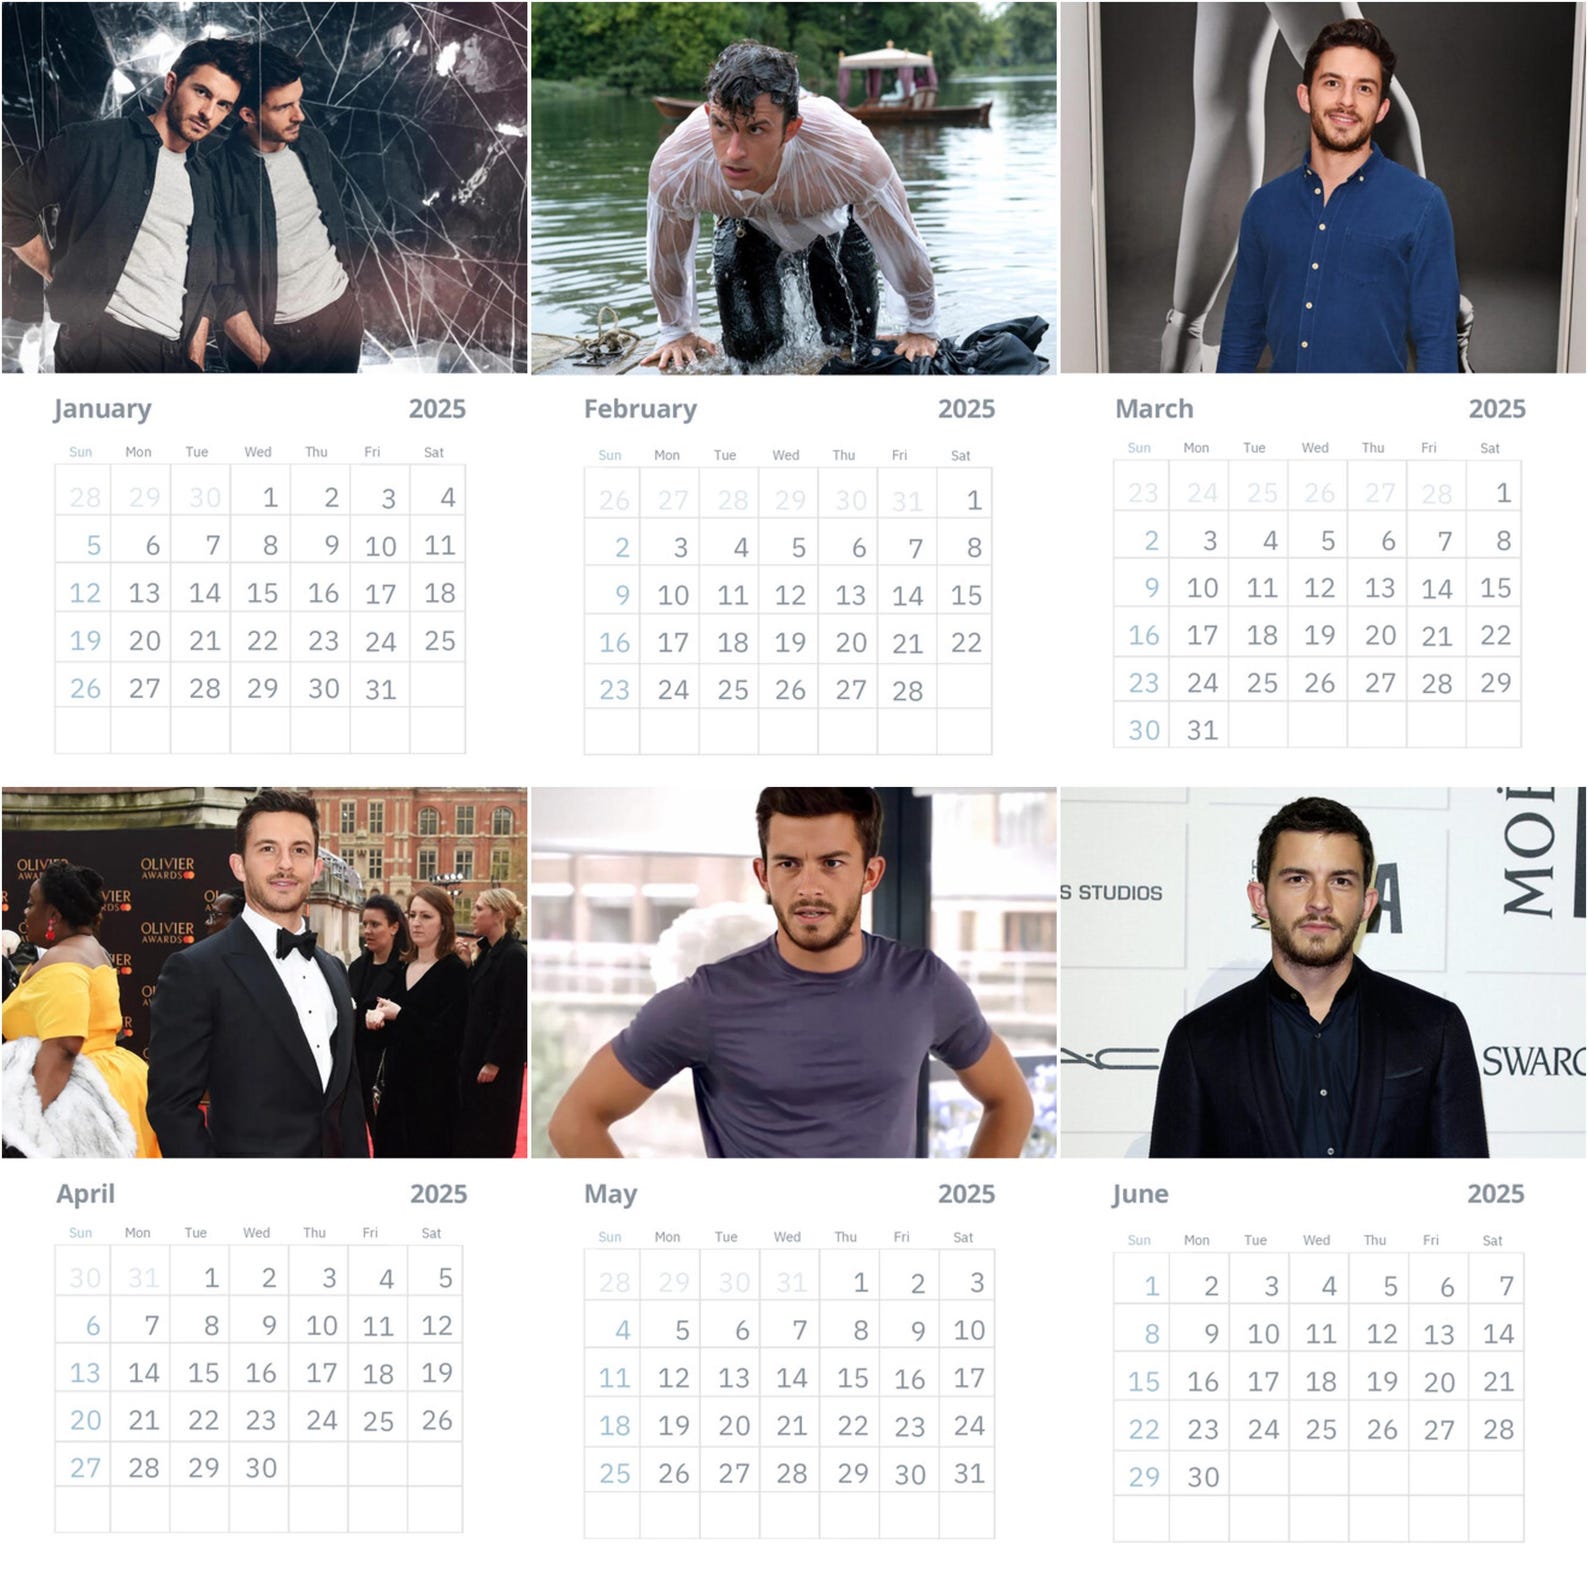 January 2025
Sun Mon Tue Wed Thu Fri Sat
28 29 30 1 2 3 4
5 6 7 8 9 10 11
12 13 14 15 16 17 18
19 20 21 22 23 24 25
26 27 28 29 30 31
February 2025
Sun Mon Tue Wed Thu Fri Sat
26 27 28 29 30 31 1
2 3 4 5 6 7 8
9 10 11 12 13 14 15
16 17 18 19 20 21 22
23 24 25 26 27 28
March 2025
Sun Mon Tue Wed Thu Fri Sat
23 24 25 26 27 28 1
2 3 4 5 6 7 8
9 10 11 12 13 14 15
16 17 18 19 20 21 22
23 24 25 26 27 28 29
30 31
OLIVIER
AWARDS
OLIVIER
AWARDS
OLIVIER
AWARDS
S STUDIOS
MOË
SWARO
April 2025
Sun Mon Tue Wed Thu Fri Sat
30 31 1 2 3 4 5
6 7 8 9 10 11 12
13 14 15 16 17 18 19
20 21 22 23 24 25 26
27 28 29 30
May 2025
Sun Mon Tue Wed Thu Fri Sat
28 29 30 31 1 2 3
4 5 6 7 8 9 10
11 12 13 14 15 16 17
18 19 20 21 22 23 24
25 26 27 28 29 30 31
June 2025
Sun Mon Tue Wed Thu Fri Sat
1 2 3 4 5 6 7
8 9 10 11 12 13 14
15 16 17 18 19 20 21
22 23 24 25 26 27 28
29 30